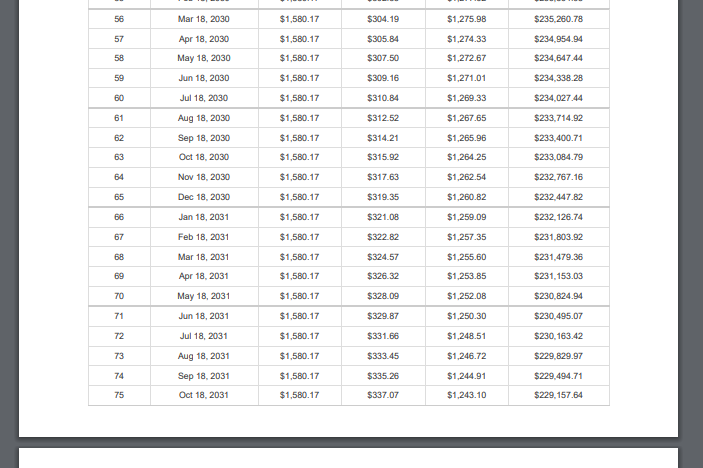 56 Mar 18, 2030 $1,580.17 $304.19 $1,275.98 $235,260.78
57 Apr 18, 2030 $1,580.17 $305.84 $1,274.33 $234,954.94
58 May 18, 2030 $1,580.17 $307.50 $1,272.67 $234,647.44
59 Jun 18, 2030 $1,580.17 $309.16 $1,271.01 $234,338.28
60 Jul 18, 2030 $1,580.17 $310.84 $1,269.33 $234,027.44
61 Aug 18, 2030 $1,580.17 $312.52 $1,267.65 $233,714.92
62 Sep 18, 2030 $1,580.17 $314.21 $1,265.96 $233,400.71
63 Oct 18, 2030 $1,580.17 $315.92 $1,264.25 $233,084.79
64 Nov 18, 2030 $1,580.17 $317.63 $1,262.54 $232,767.16
65 Dec 18, 2030 $1,580.17 $319.35 $1,260.82 $232,447.82
66 Jan 18, 2031 $1,580.17 $321.08 $1,259.09 $232,126.74
67 Feb 18, 2031 $1,580.17 $322.82 $1,257.35 $231,803.92
68 Mar 18, 2031 $1,580.17 $324.57 $1,255.60 $231,479.36
69 Apr 18, 2031 $1,580.17 $326.32 $1,253.85 $231,153.03
70 May 18, 2031 $1,580.17 $328.09 $1,252.08 $230,824.94
71 Jun 18, 2031 $1,580.17 $329.87 $1,250.30 $230,495.07
72 Jul 18, 2031 $1,580.17 $331.66 $1,248.51 $230,163.42
73 Aug 18, 2031 $1,580.17 $333.45 $1,246.72 $229,829.97
74 Sep 18, 2031 $1,580.17 $335.26 $1,244.91 $229,494.71
75 Oct 18, 2031 $1,580.17 $337.07 $1,243.10 $229,157.64